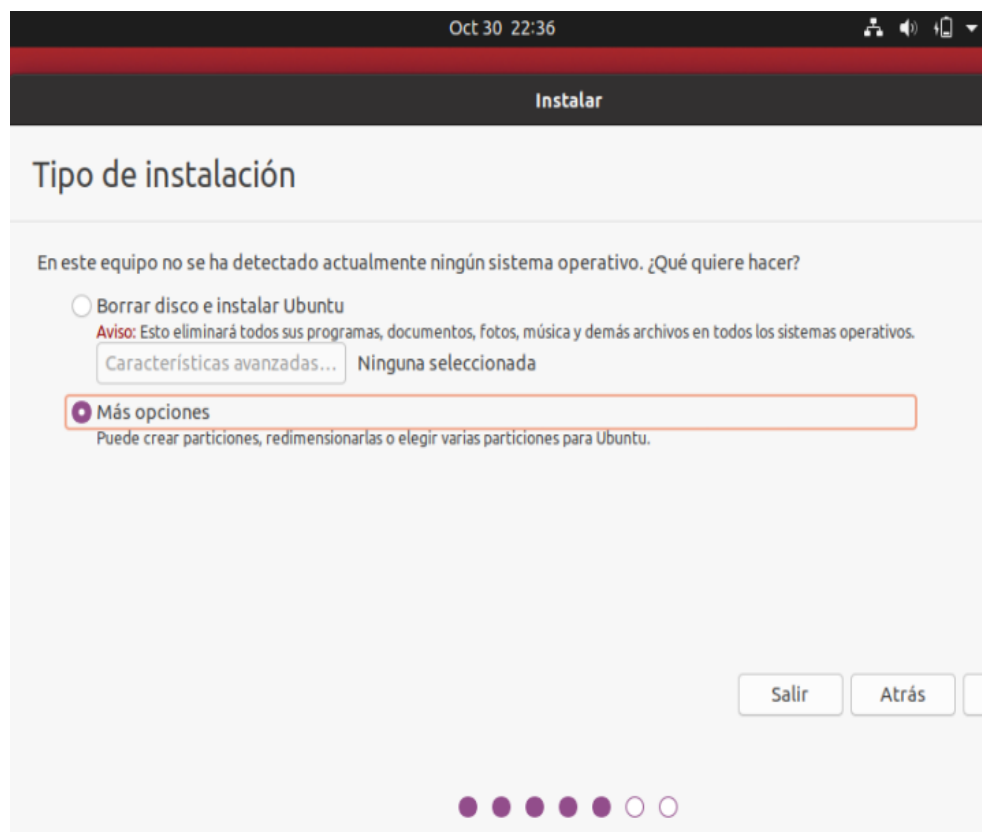 Oct 30 22:36
Instalar
Tipo de instalación
En este equipo no se ha detectado actualmente ningún sistema operativo. ¿Qué quiere hacer?
Borrar disco e instalar Ubuntu
Aviso: Esto eliminará todos sus programas, documentos, fotos, música y demás archivos en todos los sistemas operativos.
Características avanzadas... Ninguna seleccionada
Más opciones
Puede crear particiones, redimensionarlas o elegir varias particiones para Ubuntu.
Salir Atrás